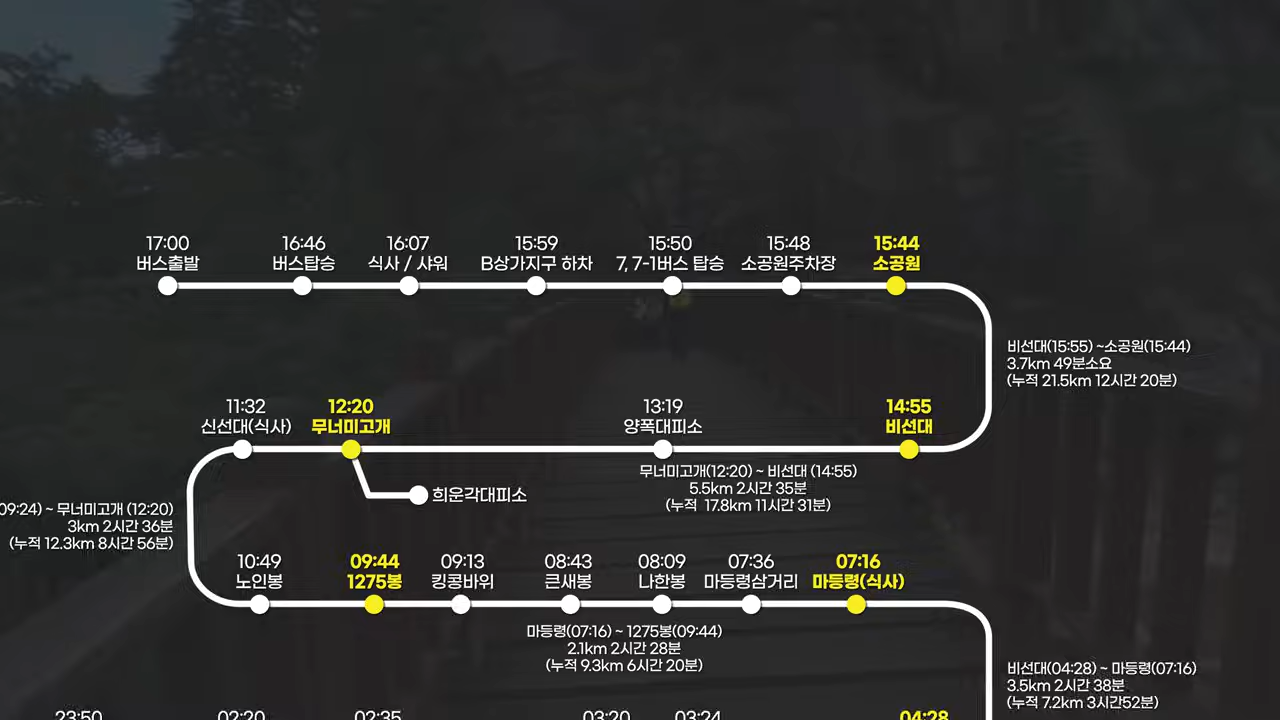 17:00
버스출발
16:46
버스탑승
16:07
식사 / 샤워
15:59
B상가지구 하차
15:50
7, 7-1버스 탑승
15:48
소공원주차장
15:44
소공원
비선대(15:55) ~소공원(15:44)
3.7km 49분소요
(누적 21.5km 12시간 20분)
11:32
신선대(식사)
12:20
무너미고개
13:19
양폭대피소
14:55
비선대
무너미고개(12:20) ~ 비선대 (14:55)
5.5km 2시간 35분
(누적 17.8km 11시간 31분)
희운각대피소
09:24) ~ 무너미고개 (12:20)
3km 2시간 36분
(누적 12.3km 8시간 56분)
10:49
노인봉
09:44
1275봉
09:13
킹콩바위
08:43
큰새봉
08:09
나한봉
07:36
마등령삼거리
07:16
마등령(식사)
마등령(07:16) ~ 1275봉(09:44)
2.1km 2시간 28분
(누적 9.3km 6시간 20분)
비선대(04:28) ~ 마등령(07:16)
3.5km 2시간 38분
(누적 7.2km 3시간52분)
23:50
02:20
02:35
03:20
03:24
04:28